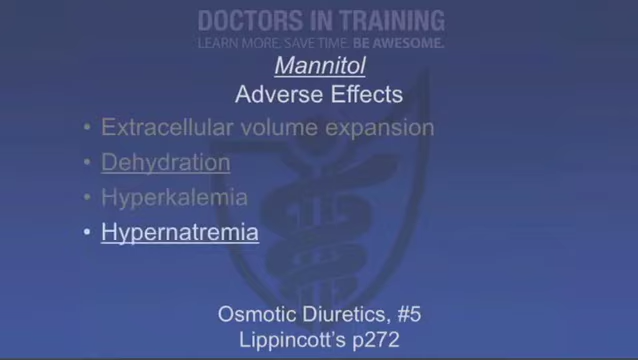 DOCTORS IN TRAINING
LEARN MORE. SAVE TIME. BE AWESOME.
Mannitol
Adverse Effects
• Extracellular volume expansion
• Dehydration
• Hyperkalemia
• Hypernatremia
Osmotic Diuretics, #5
Lippincott's p272